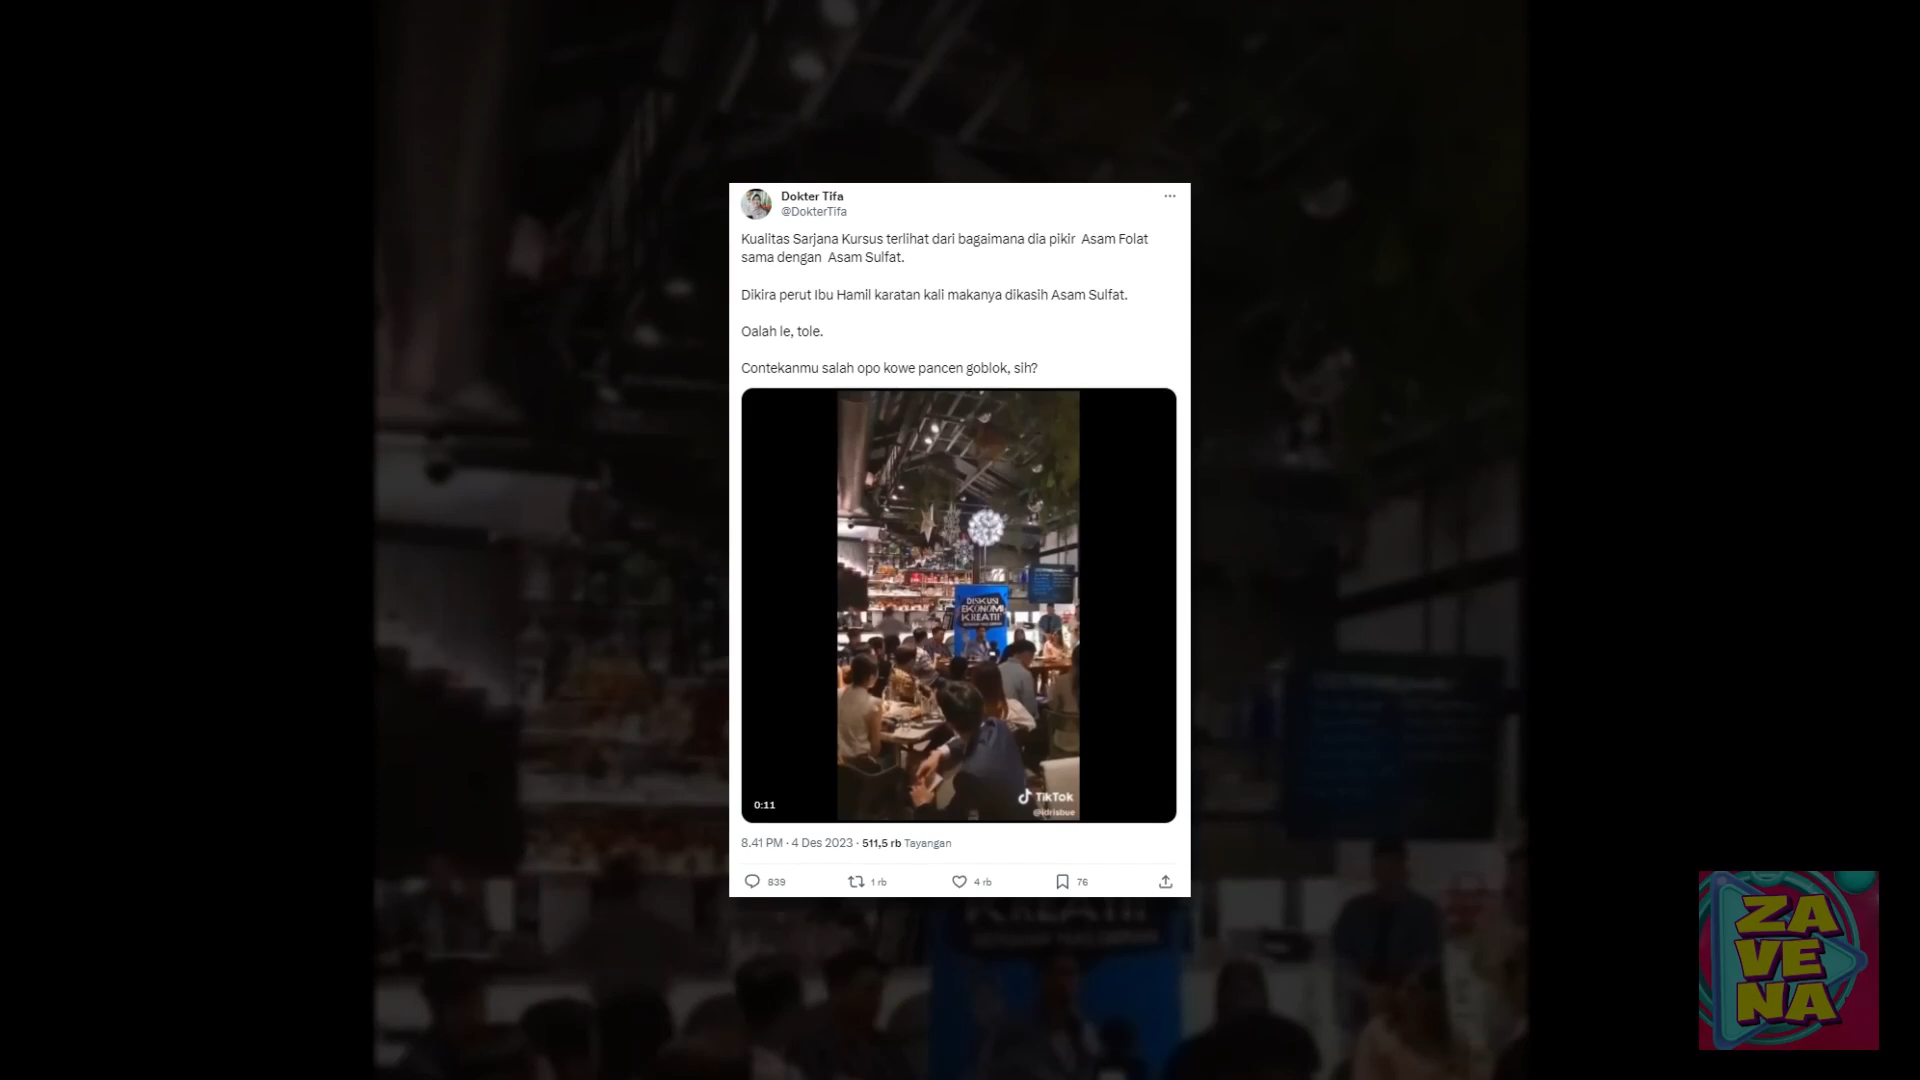 Dokter Tifa
@DokterTifa
Kualitas Sarjana Kursus terlihat dari bagaimana dia pikir Asam Folat
sama dengan Asam Sulfat.
Dikira perut Ibu Hamil karatan kali makanya dikasih Asam Sulfat.
Oalah le, tole.
Contekanmu salah opo kowe pancen goblok, sih?
DISKUSI
EKONOMI
KREATIF
TikTok
@idrisbue
0:11
8.41 PM · 4 Des 2023 · 511,5 rb Tayangan
839
1 rb
4 rb
76
ZA
VE
NA